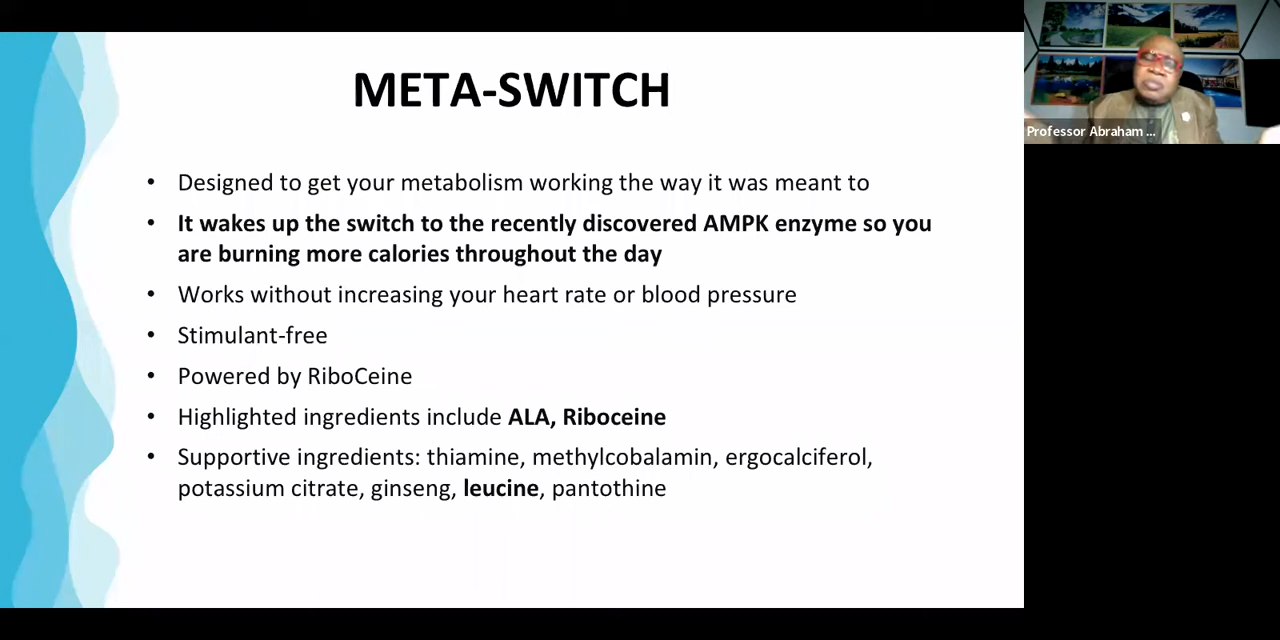 META-SWITCH
• Designed to get your metabolism working the way it was meant to
• It wakes up the switch to the recently discovered AMPK enzyme so you
are burning more calories throughout the day
• Works without increasing your heart rate or blood pressure
• Stimulant-free
• Powered by RiboCeine
• Highlighted ingredients include ALA, Riboceine
• Supportive ingredients: thiamine, methylcobalamin, ergocalciferol,
potassium citrate, ginseng, leucine, pantothine
Professor Abraham ...